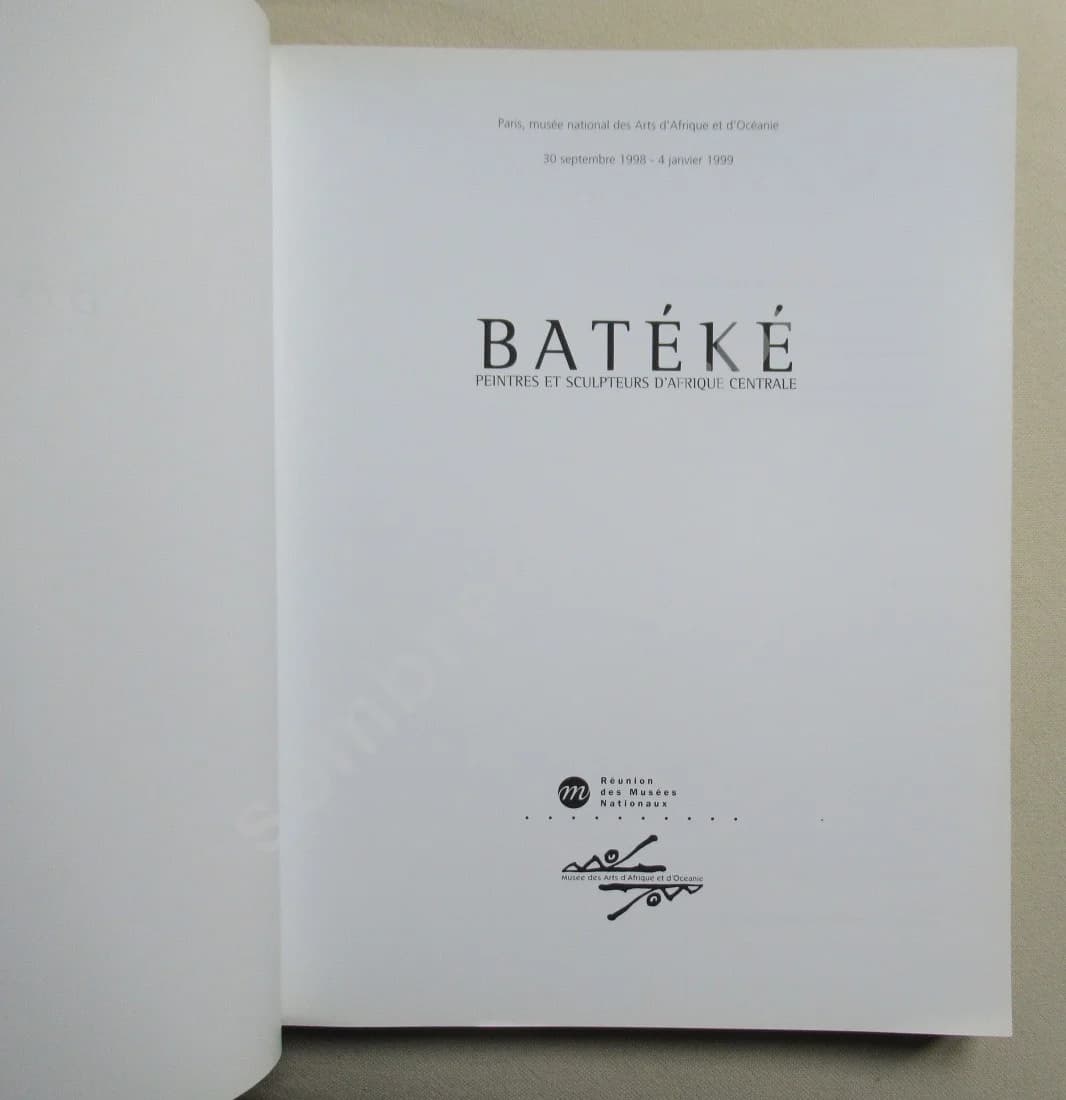 Paris, musée national des Arts d'Afrique et d'Océanie
30 septembre 1998 - 4 janvier 1999
BATÉKÉ
PEINTRES ET SCULPTEURS D'AFRIQUE CENTRALE
m
Réunion
des Musées
Nationaux
Musée des Arts d'Afrique et d'Océanie